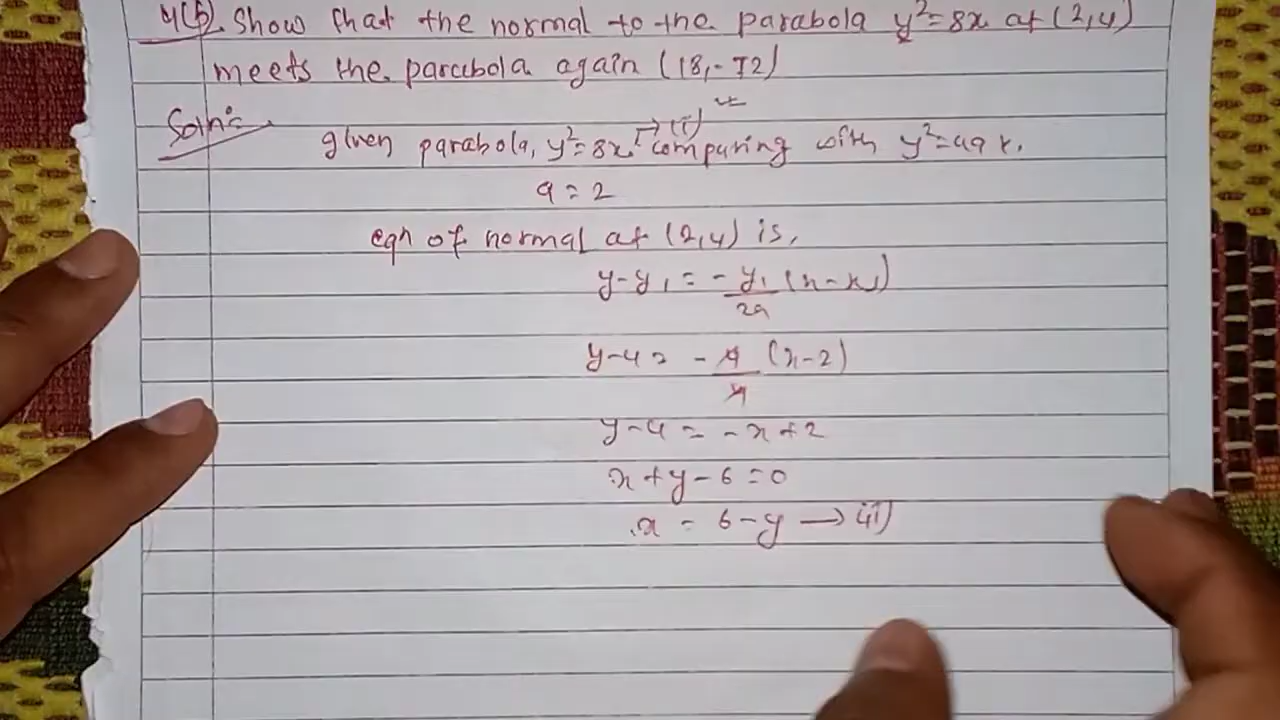 4(b). Show that the normal to the parabola y²=8x at (2,4)
meets the parabola again (18,-72)
Soln:-
given parabola, y²=8x →(i) comparing with y²=4ax.
a=2
eqn of normal at (2,4) is,
y-y₁ = -y₁/2a (x-x₁)
y-4= -4/4 (x-2)
y-4 = -x+2
x+y-6=0
x = 6-y →(ii)